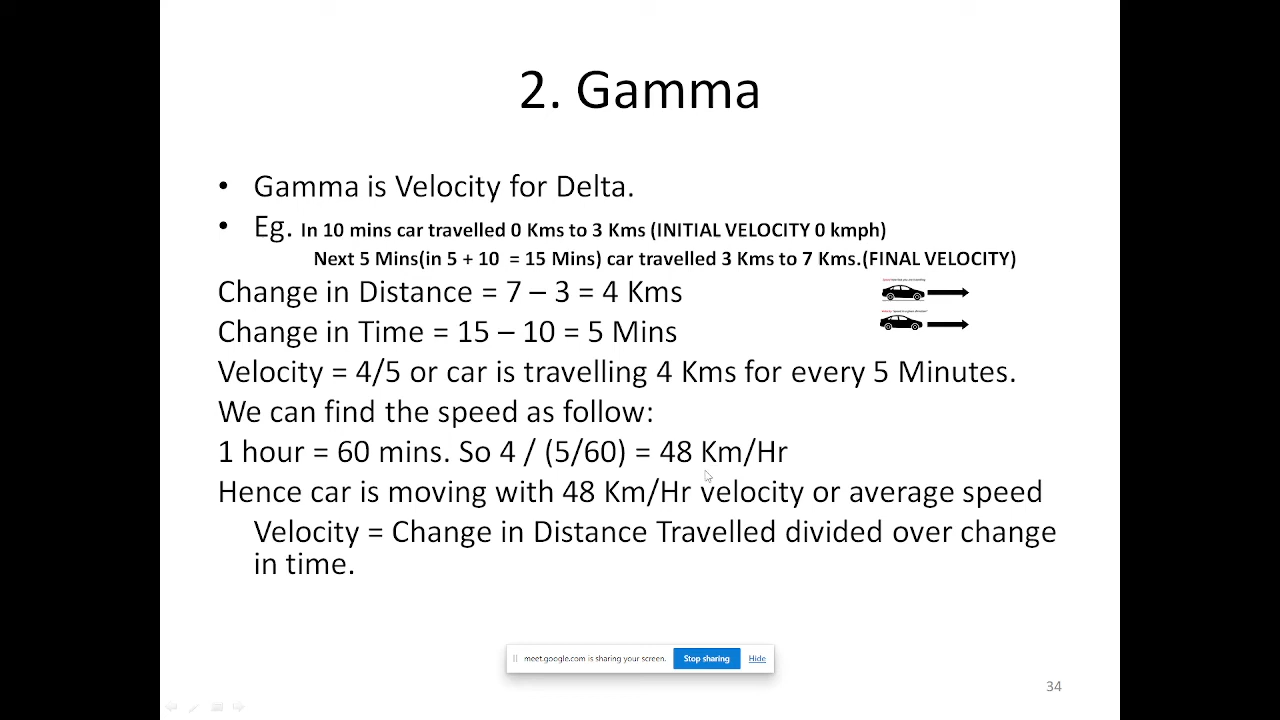 2. Gamma
• Gamma is Velocity for Delta.
• Eg. In 10 mins car travelled 0 Kms to 3 Kms (INITIAL VELOCITY 0 kmph)
Next 5 Mins(in 5 + 10 = 15 Mins) car travelled 3 Kms to 7 Kms.(FINAL VELOCITY)
Change in Distance = 7 – 3 = 4 Kms
Change in Time = 15 – 10 = 5 Mins
Velocity = 4/5 or car is travelling 4 Kms for every 5 Minutes.
We can find the speed as follow:
1 hour = 60 mins. So 4 / (5/60) = 48 Km/Hr
Hence car is moving with 48 Km/Hr velocity or average speed
Velocity = Change in Distance Travelled divided over change
in time.
meet.google.com is sharing your screen. Stop sharing Hide
34